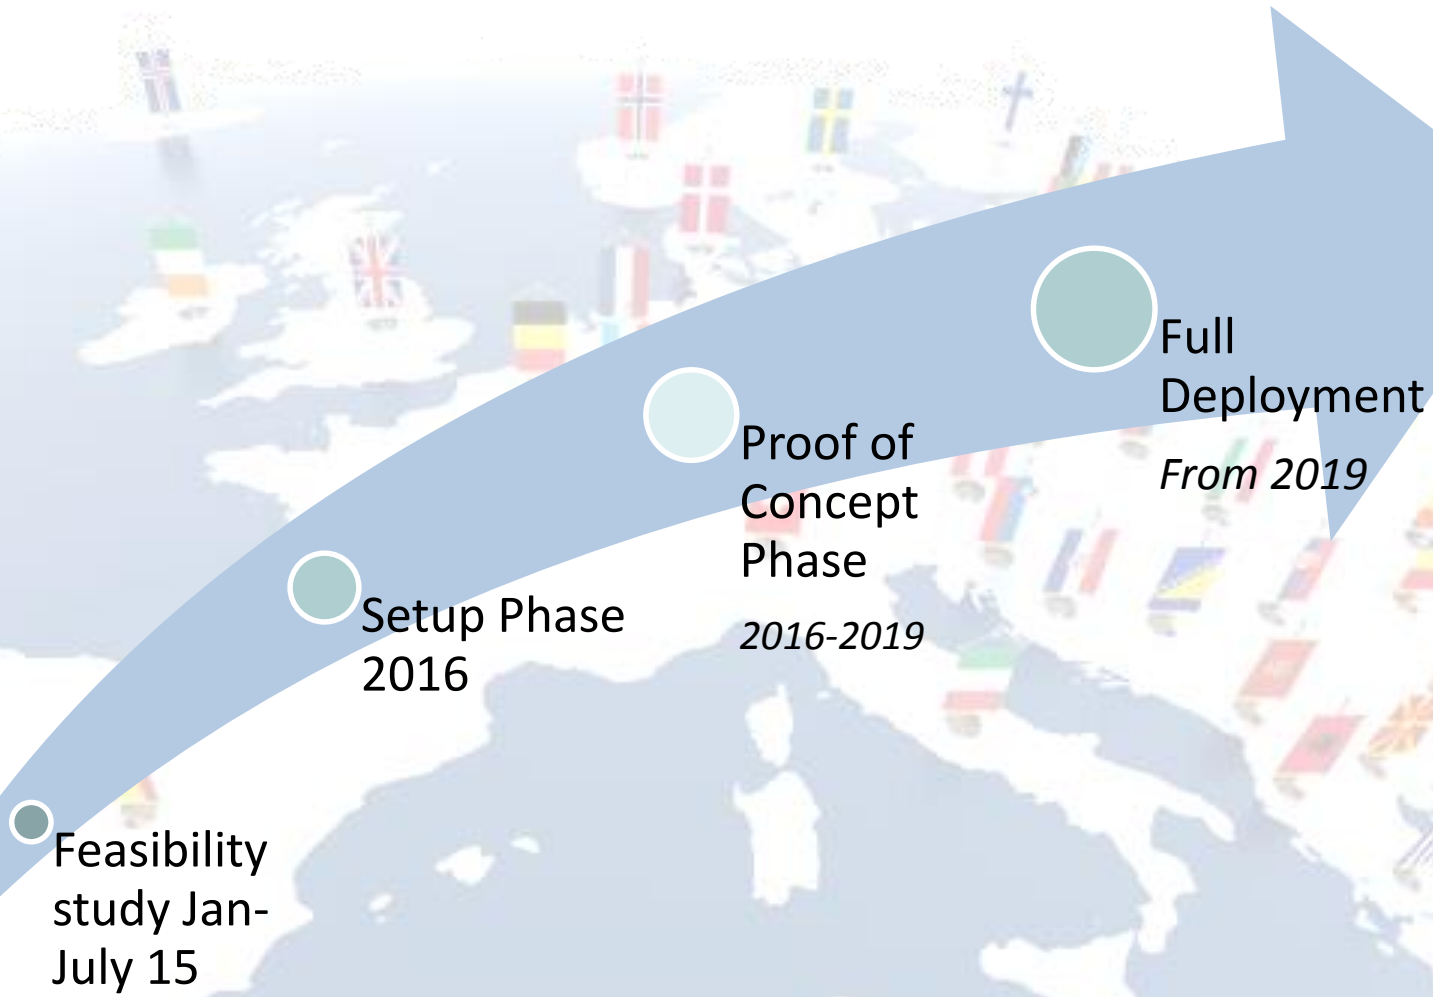 Feasibility
study Jan-
July 15
Setup Phase
2016
Proof of
Concept
Phase
2016-2019
Full
Deployment
From 2019